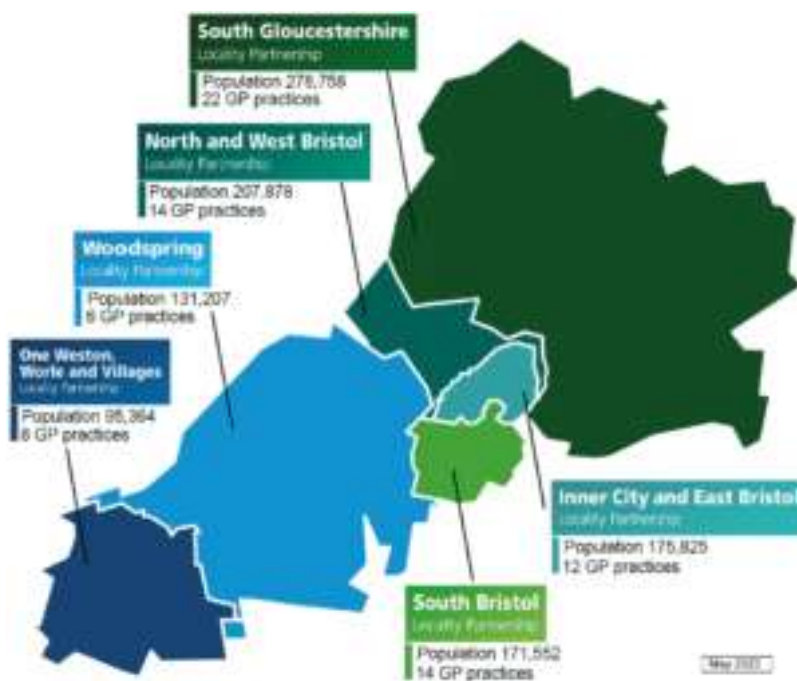 South Gloucestershire
Locality Partnership
Population 278,758
22 GP practices
North and West Bristol
Locality Partnership
Population 207,878
14 GP practices
Woodspring
Locality Partnership
Population 131,207
6 GP practices
One Weston,
Worle and Villages
Locality Partnership
Population 95,364
6 GP practices
Inner City and East Bristol
Locality Partnership
Population 175,825
12 GP practices
South Bristol
Locality Partnership
Population 171,552
14 GP practices
May